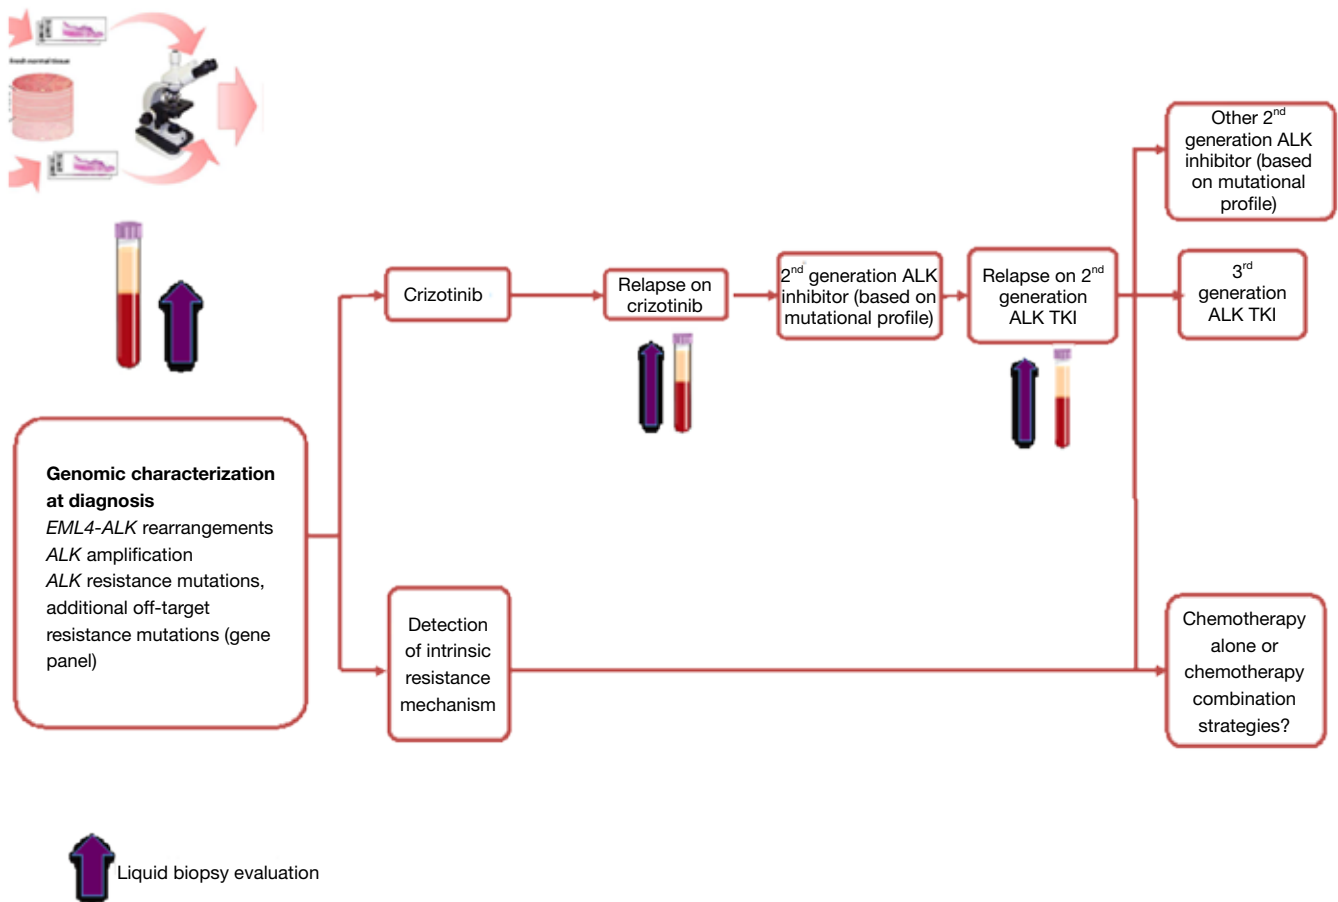 fresh normal tissue
Other 2nd
generation ALK
inhibitor (based
on mutational
profile)
Crizotinib
Relapse on
crizotinib
2nd generation ALK
inhibitor (based on
mutational profile)
Relapse on 2nd
generation
ALK TKI
3rd
generation
ALK TKI
Genomic characterization
at diagnosis
EML4-ALK rearrangements
ALK amplification
ALK resistance mutations,
additional off-target
resistance mutations (gene
panel)
Detection
of intrinsic
resistance
mechanism
Chemotherapy
alone or
chemotherapy
combination
strategies?
Liquid biopsy evaluation